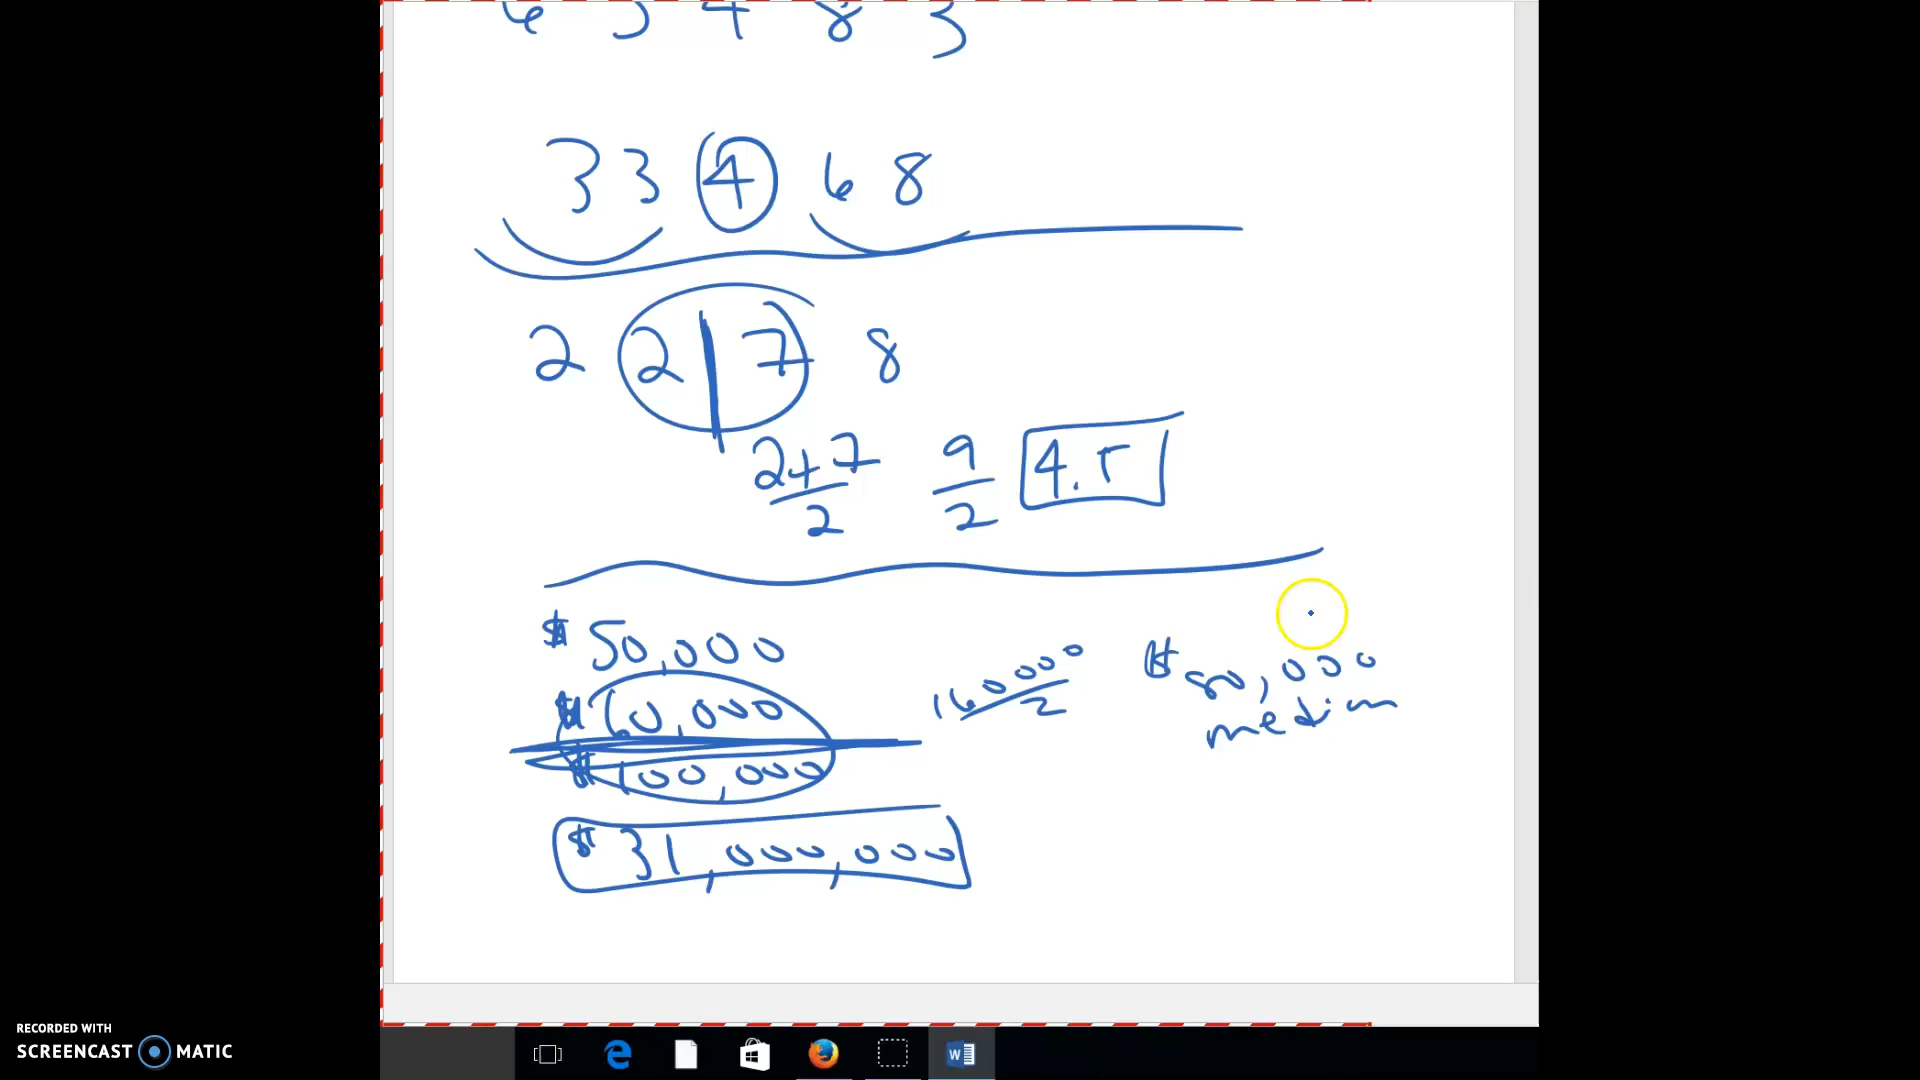 6 3 4 8 3
3 3 4 6 8
2 2 | 7 8
2+7/2 9/2 4.5
$50,000
$60,000 160000/2 $80,000
median
$100,000
$31,000,000
RECORDED WITH
SCREENCAST MATIC